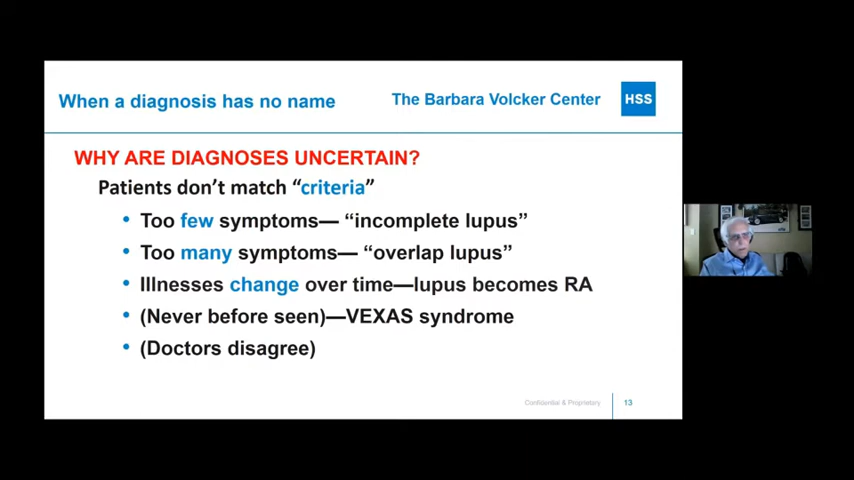 When a diagnosis has no name
The Barbara Volcker Center
HSS
WHY ARE DIAGNOSES UNCERTAIN?
Patients don’t match “criteria”
• Too few symptoms— “incomplete lupus”
• Too many symptoms— “overlap lupus”
• Illnesses change over time—lupus becomes RA
• (Never before seen)—VEXAS syndrome
• (Doctors disagree)
Confidential & Proprietary
13